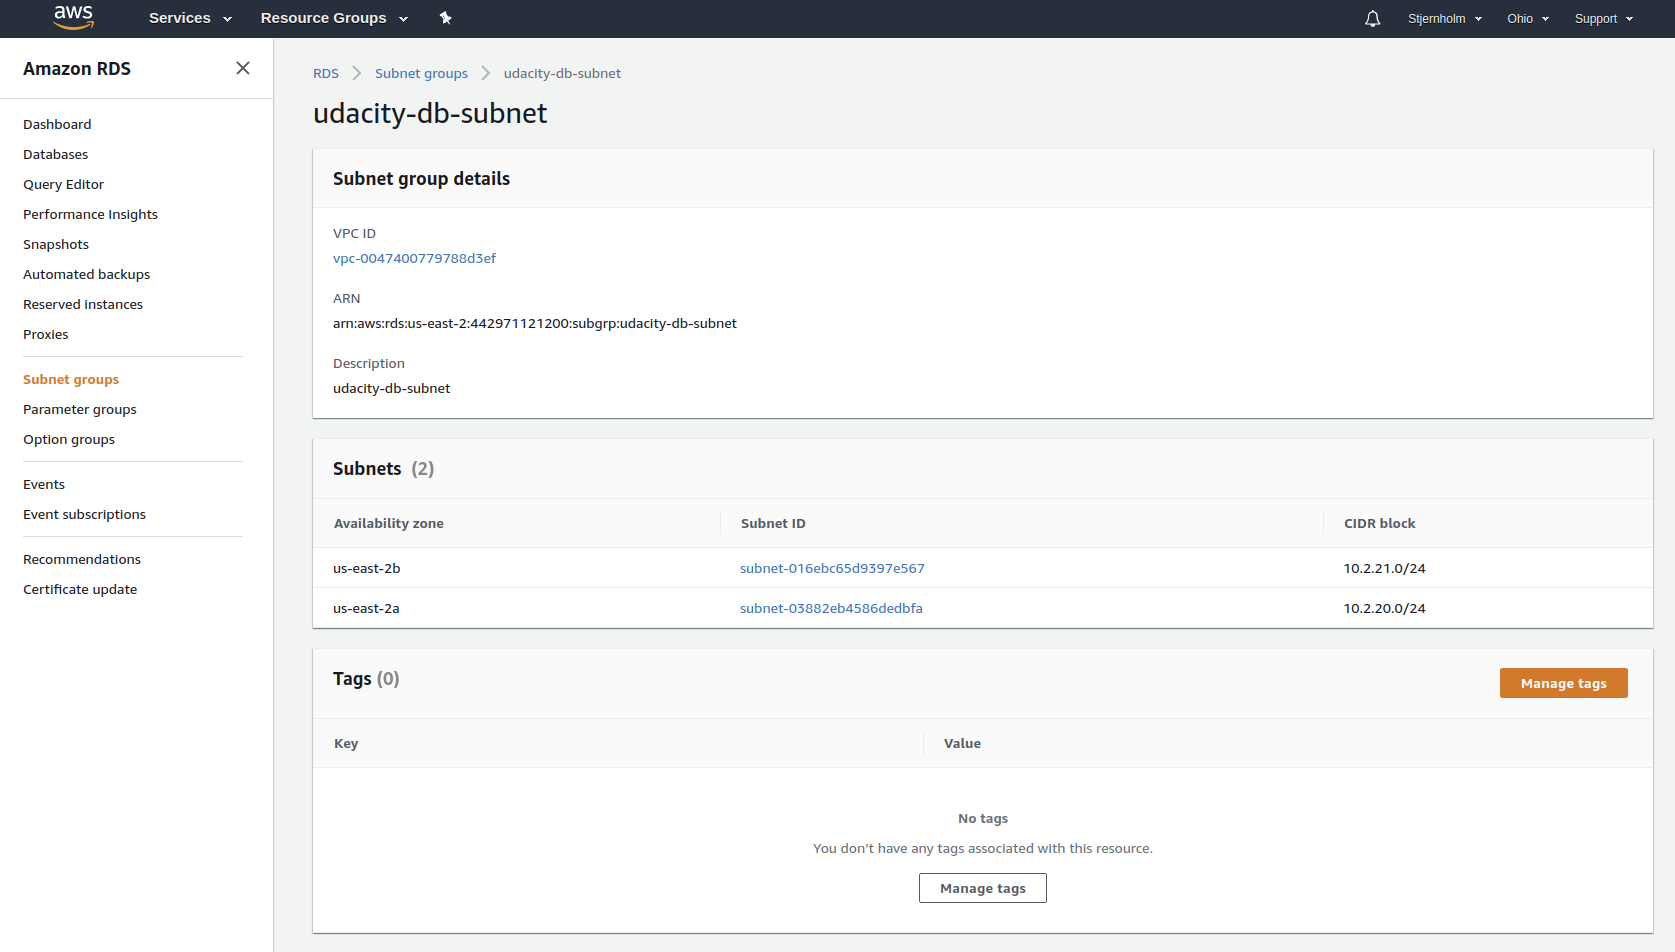 aws Services Resource Groups Stjernholm Ohio Support
Amazon RDS
Dashboard
Databases
Query Editor
Performance Insights
Snapshots
Automated backups
Reserved instances
Proxies
Subnet groups
Parameter groups
Option groups
Events
Event subscriptions
Recommendations
Certificate update
RDS Subnet groups udacity-db-subnet
udacity-db-subnet
Subnet group details
VPC ID
vpc-0047400779788d3ef
ARN
arn:aws:rds:us-east-2:442971121200:subgrp:udacity-db-subnet
Description
udacity-db-subnet
Subnets (2)
Availability zone Subnet ID CIDR block
us-east-2b subnet-016ebc65d9397e567 10.2.21.0/24
us-east-2a subnet-03882eb4586dedbfa 10.2.20.0/24
Tags (0) Manage tags
Key Value
No tags
You don’t have any tags associated with this resource.
Manage tags